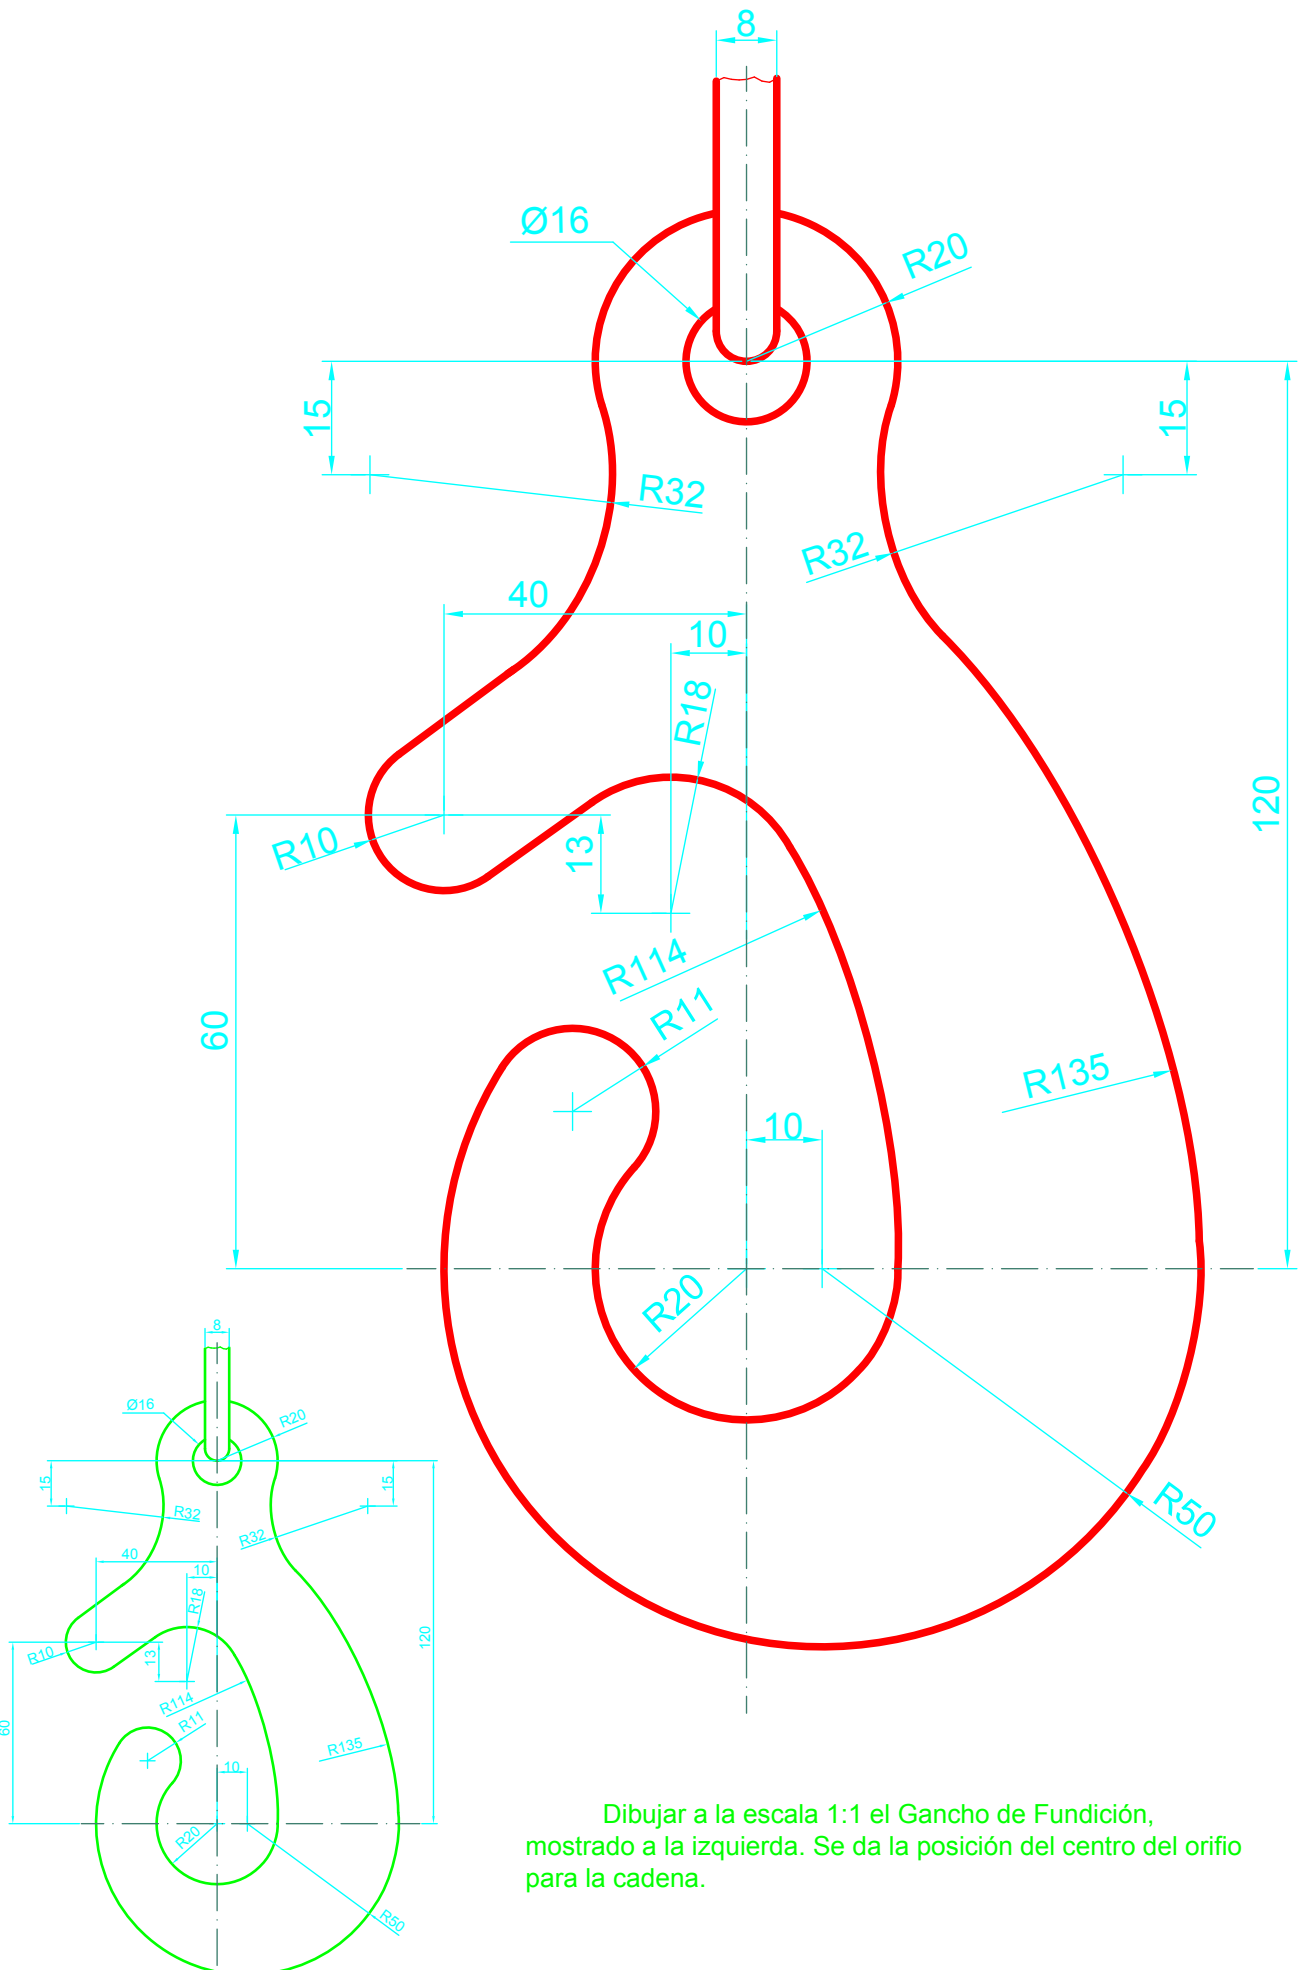 8
Ø16
R20
15
15
R32
R32
40
10
R18
120
R10
13
R114
60
R11
R135
10
R20
R50
8
Ø16
R20
15
15
R32
R32
40
10
R18
120
R10
13
R114
60
R11
R135
10
R20
R50
Dibujar a la escala 1:1 el Gancho de Fundición,
mostrado a la izquierda. Se da la posición del centro del orifio
para la cadena.